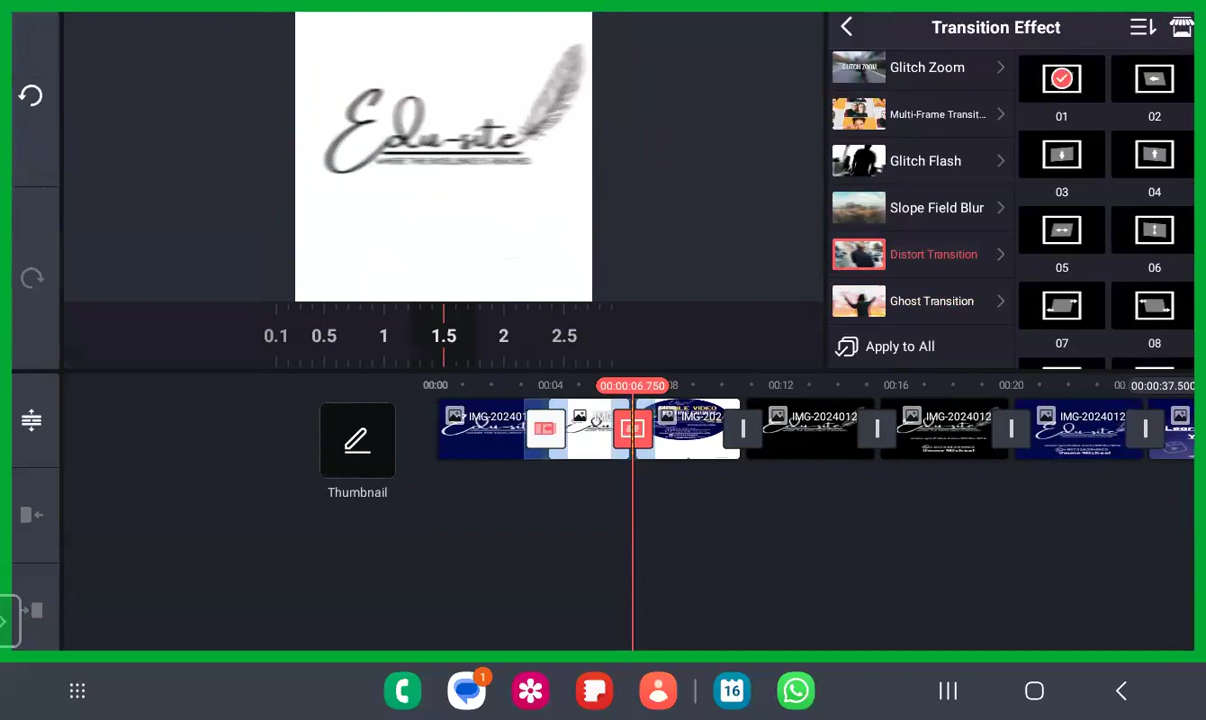 Transition Effect
Glitch Zoom
Multi-Frame Transit...
Glitch Flash
Slope Field Blur
Distort Transition
Ghost Transition
Apply to All
01
02
03
04
05
06
07
08
Edu-site
0.1 0.5 1 1.5 2 2.5
00:00 00:04 00:00:06.750 08 00:12 00:16 00:20 00: 00:00:37.500
IMG-202401
IMG-202
IMG-2024012
IMG-2024012
IMG-2024012
Thumbnail
1
16